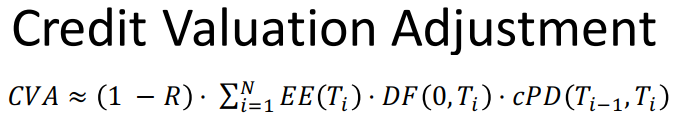 Credit Valuation Adjustment
CVA ≈ (1 − R) · ∑ᵢ₌₁ᴺ EE(Tᵢ) · DF(0, Tᵢ) · cPD(Tᵢ₋₁, Tᵢ)